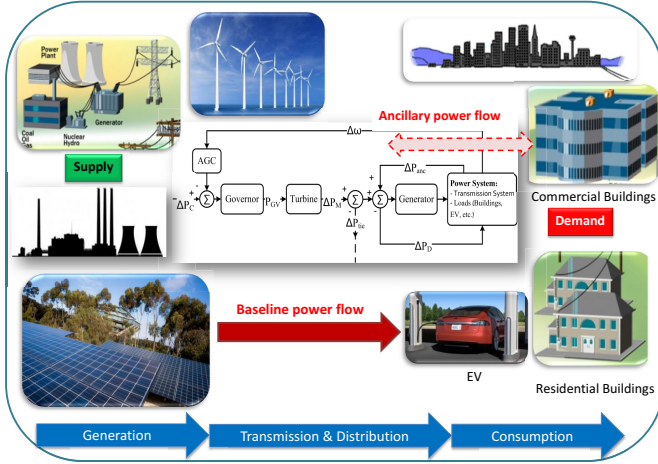 Power
Plant
Generator
Coal
Oil
Gas
Nuclear
Hydro
Supply
Ancillary power flow
Δω
AGC
ΔP_C
Σ
Governor
P_GV
Turbine
ΔP_M
Σ
ΔP_tie
Σ
Generator
ΔP_anc
ΔP_D
Power System:
- Transmission System
- Loads (Buildings,
EV, etc.)
Commercial Buildings
Demand
Baseline power flow
EV
Residential Buildings
Generation
Transmission & Distribution
Consumption